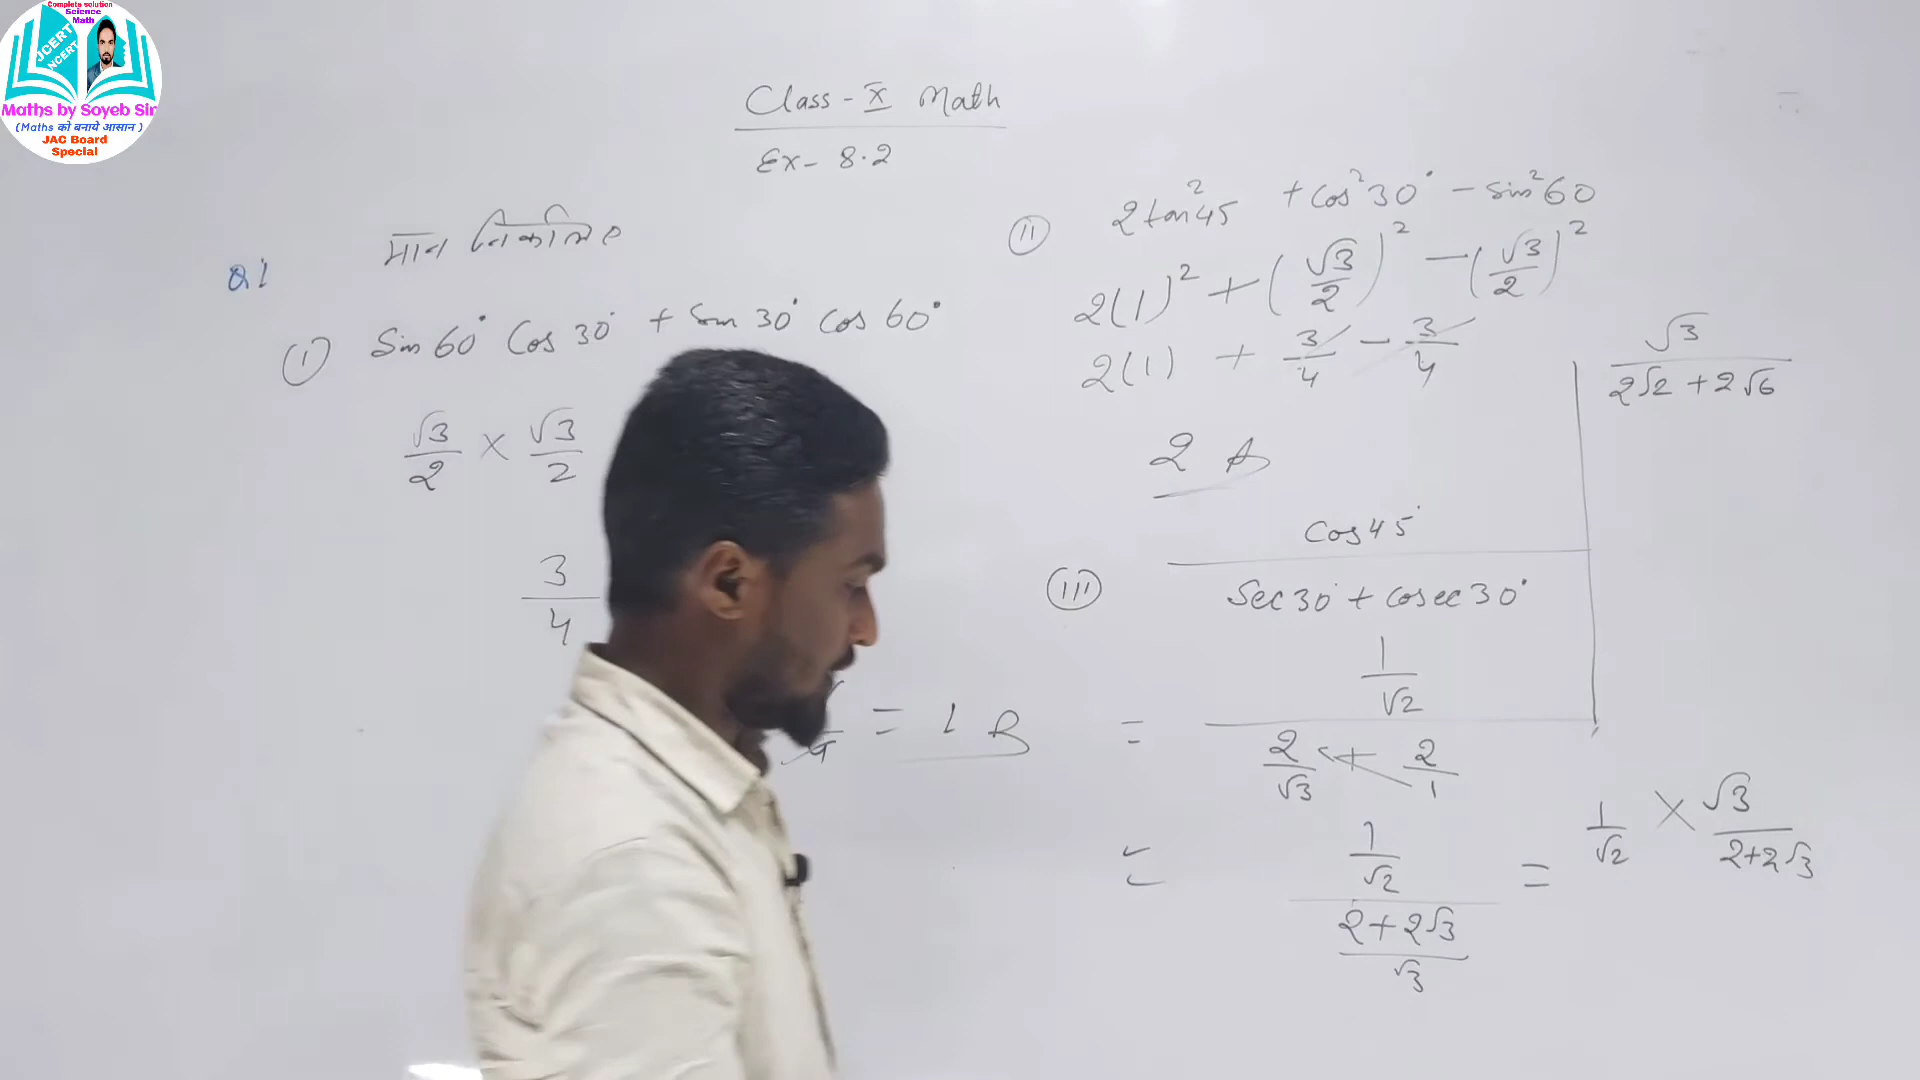 Complete solution
Science
Math
JCERT
NCERT
Maths by Soyeb Sir
(Maths को बनाये आसान )
JAC Board
Special
Class - X Math
Ex - 8.2
Q1
मान निकालिए
(i) Sin 60° Cos 30° + Sin 30° Cos 60°
√3/2 × √3/2
3/4
= 1
(ii) 2tan²45 + Cos²30° - Sin²60
2(1)² + (√3/2)² - (√3/2)²
2(1) + 3/4 - 3/4
2
(iii) Cos45° / Sec30° + Cosec30°
= 1/√2 / 2/√3 + 2/1
= 1/√2 / 2+2√3/√3 = 1/√2 × √3/2+2√3
√3 / 2√2 + 2√6